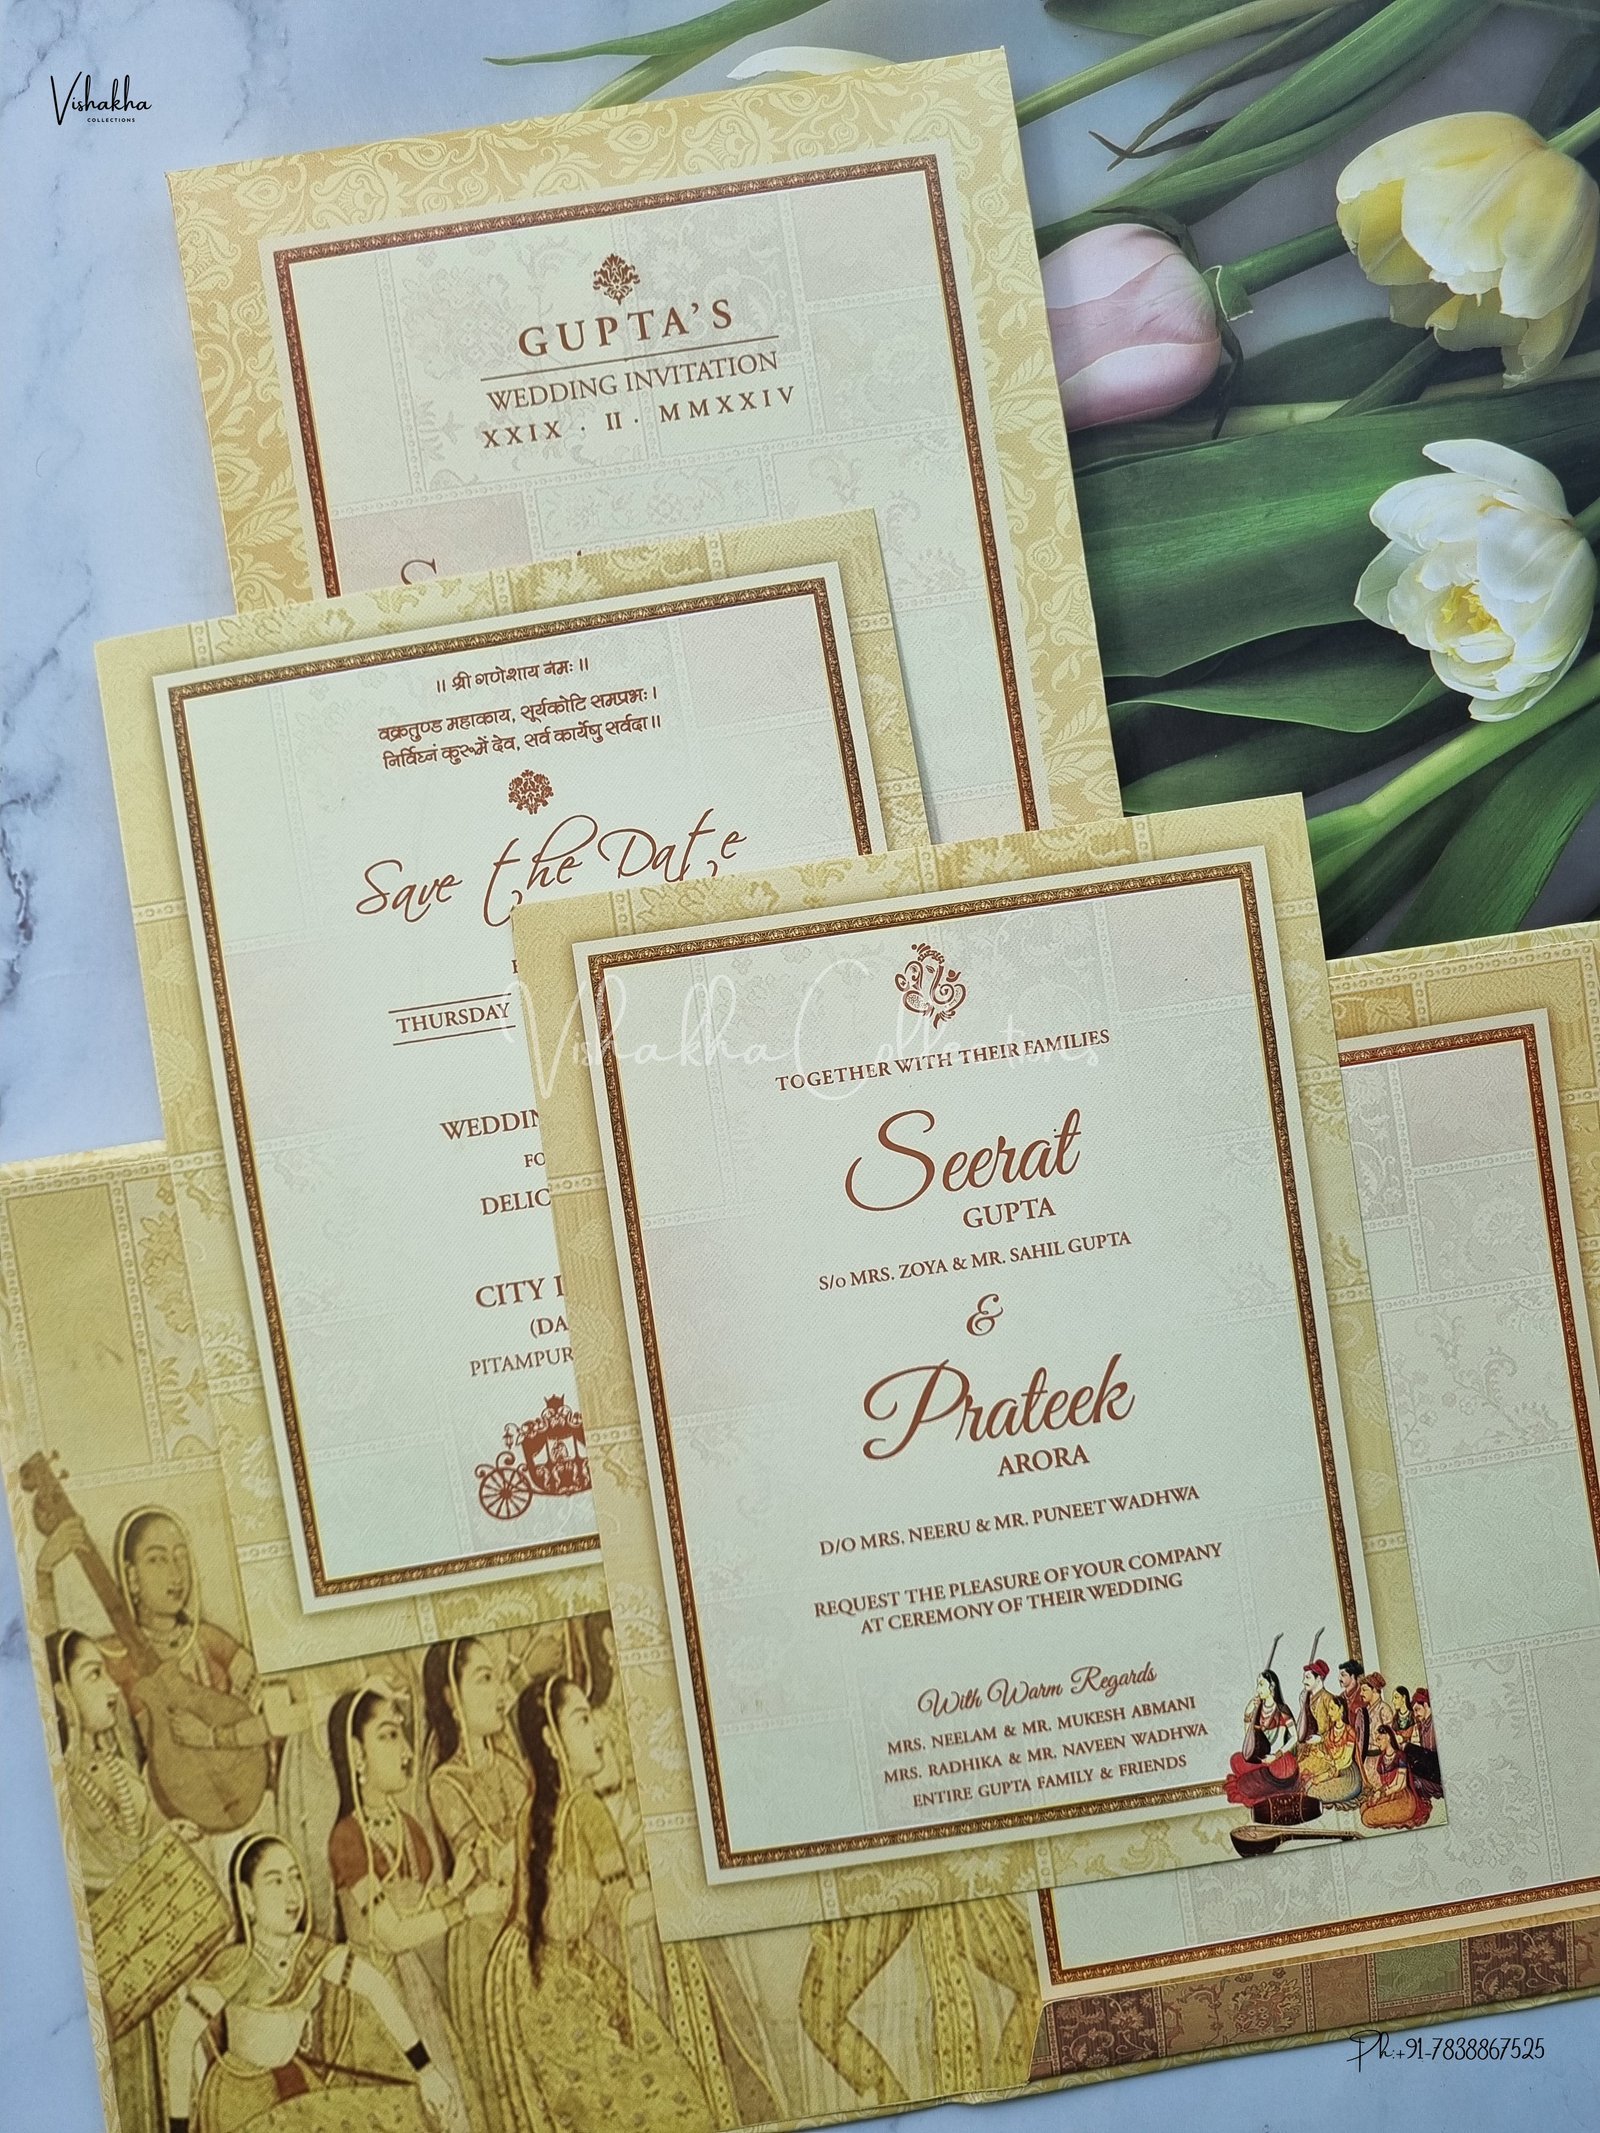 Vishakha
COLLECTIONS
GUPTA'S
WEDDING INVITATION
XXIX . II . MMXXIV
।। श्री गणेशाय नमः ।।
वक्रतुण्ड महाकाय, सूर्यकोटि समप्रभः।
निर्विघ्नं कुरूमें देव, सर्व कार्येषु सर्वदा।।
Save the Date
THURSDAY
CITY
PITAMPUR
Vishakha Collections
TOGETHER WITH THEIR FAMILIES
Seerat
GUPTA
S/o MRS. ZOYA & MR. SAHIL GUPTA
&
Prateek
ARORA
D/O MRS. NEERU & MR. PUNEET WADHWA
REQUEST THE PLEASURE OF YOUR COMPANY
AT CEREMONY OF THEIR WEDDING
With Warm Regards
MRS. NEELAM & MR. MUKESH ABMANI
MRS. RADHIKA & MR. NAVEEN WADHWA
ENTIRE GUPTA FAMILY & FRIENDS
Ph:+91-7838867525